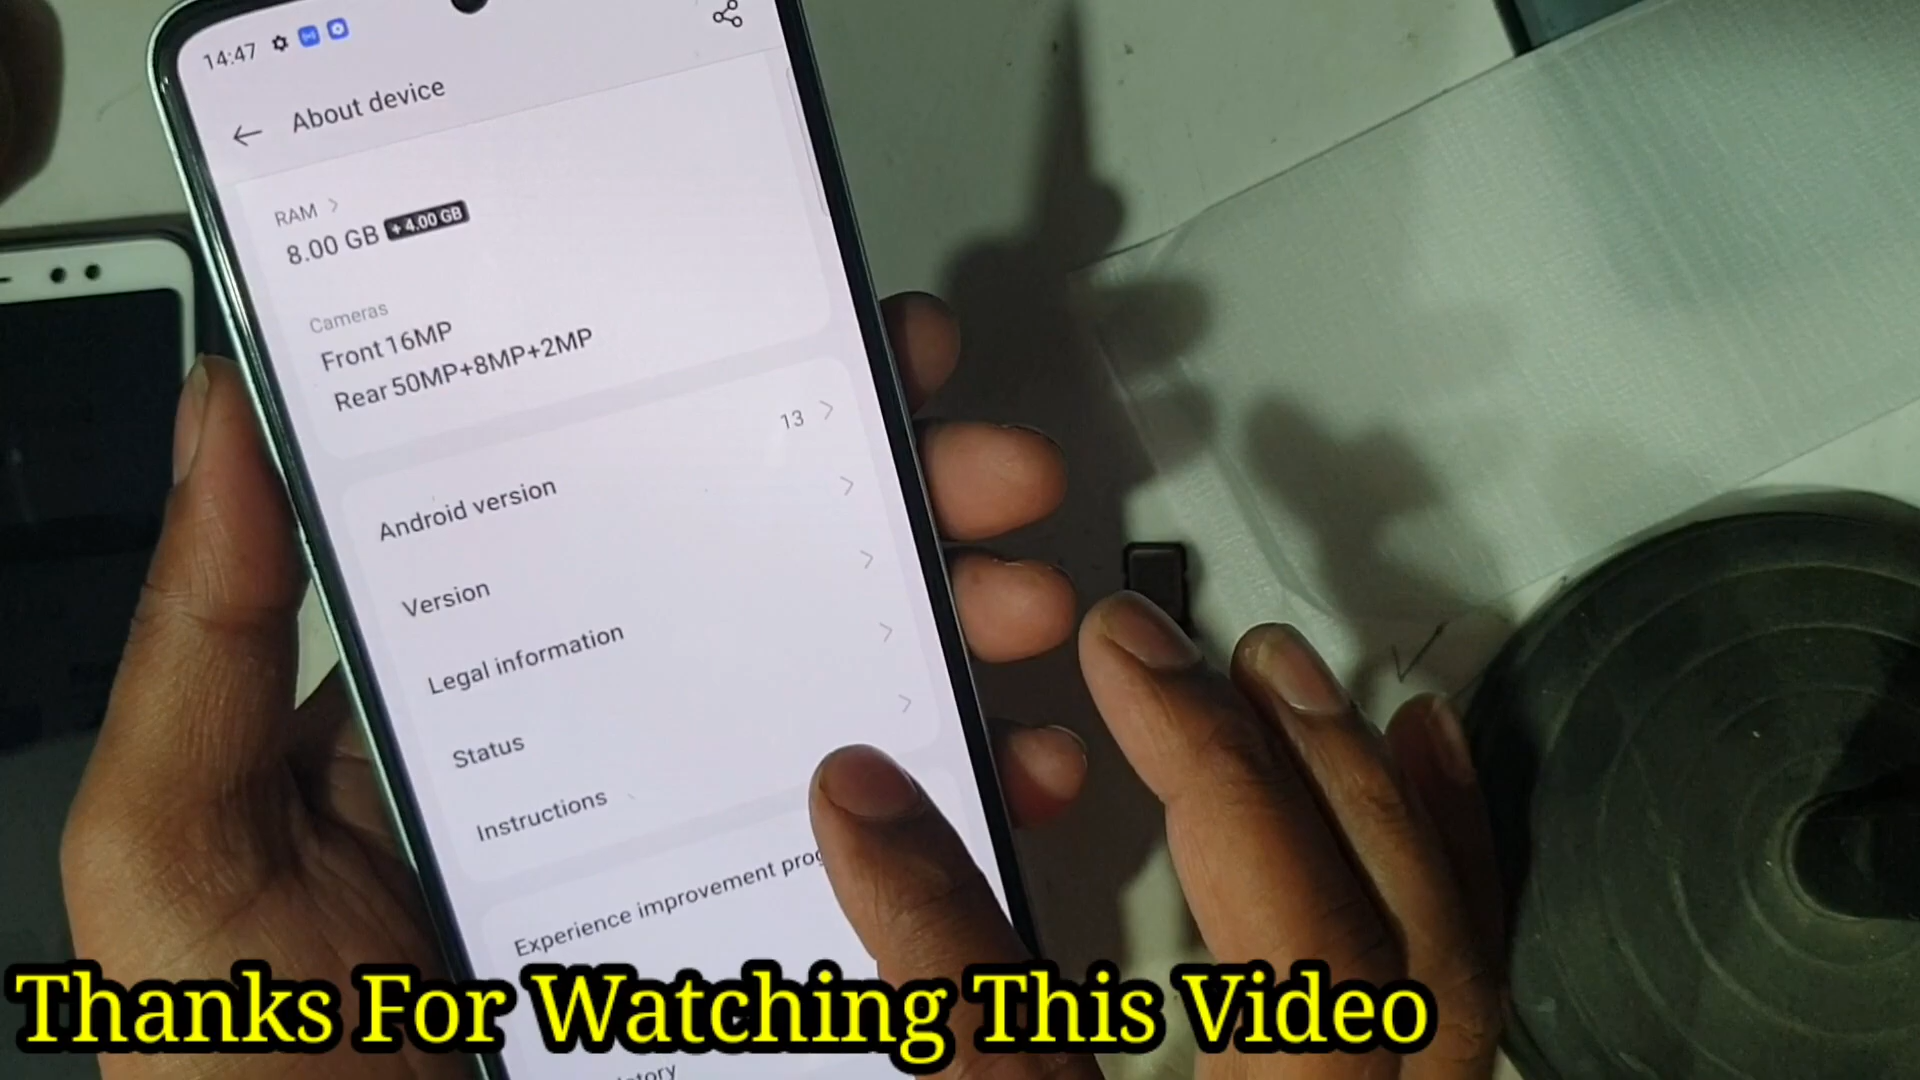 14:47
About device
RAM
8.00 GB + 4.00 GB
Cameras
Front 16MP
Rear 50MP+8MP+2MP
Android version 13
Version
Legal information
Status
Instructions
Experience improvement
Thanks For Watching This Video